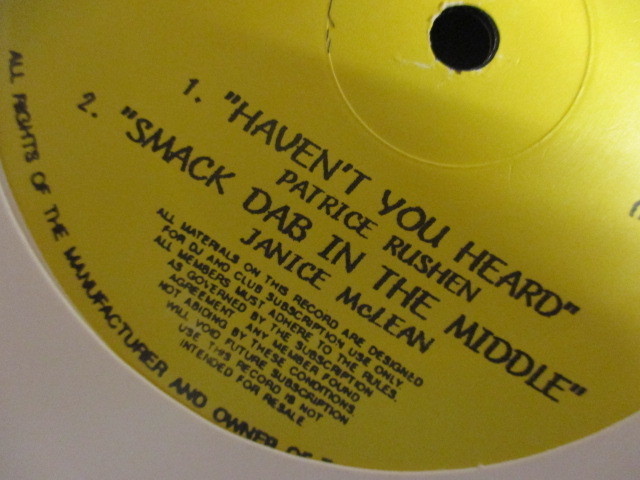 1. "HAVEN'T YOU HEARD"
PATRICE RUSHEN
2. "SMACK DAB IN THE MIDDLE"
JANICE McLEAN
ALL MATERIALS ON THIS RECORD ARE DESIGNED
FOR DJ AND CLUB SUBSCRIPTION USE ONLY.
ALL MEMBERS MUST ADHERE TO THE RULES,
AS GOVERNED BY THE SUBSCRIPTION
AGREEMENT. ANY MEMBER FOUND
NOT ABIDING BY THESE CONDITIONS,
WILL VOID FUTURE SUBSCRIPTION
USE. THIS RECORD IS NOT
INTENDED FOR RESALE.
ALL RIGHTS OF THE MANUFACTURER AND OWNER OF